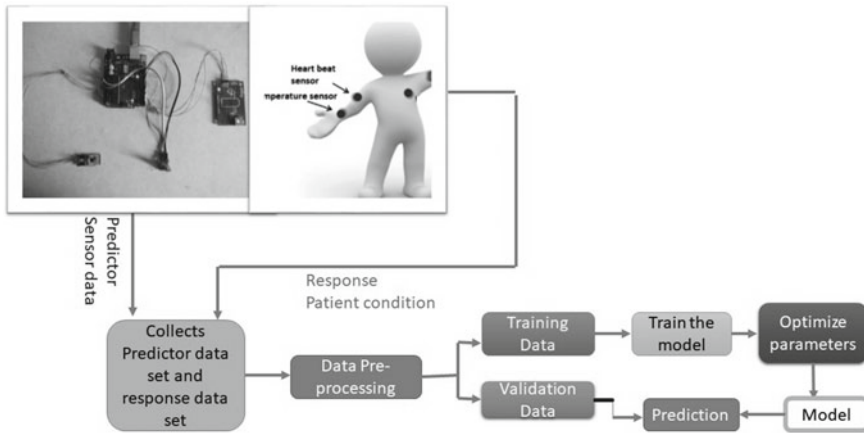 Heart beat
sensor
mperature sensor
Predictor
Sensor data
Response
Patient condition
Collects
Predictor data
set and
response data
set
Data Pre-
processing
Training
Data
Train the
model
Optimize
parameters
Validation
Data
Prediction
Model